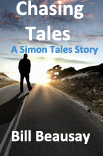 Chasing
Tales
A Simon Tales Story
Bill Beausay